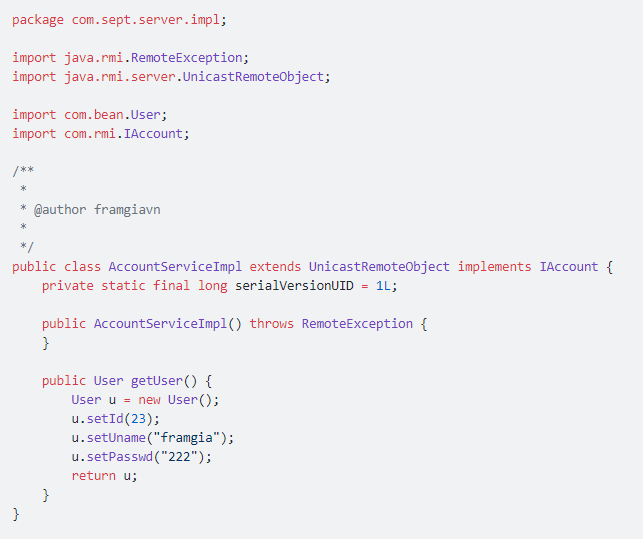 package com.sept.server.impl;
import java.rmi.RemoteException;
import java.rmi.server.UnicastRemoteObject;
import com.bean.User;
import com.rmi.IAccount;
/**
*
* @author framgiavn
*
*/
public class AccountServiceImpl extends UnicastRemoteObject implements IAccount {
    private static final long serialVersionUID = 1L;
    public AccountServiceImpl() throws RemoteException {
    }
    public User getUser() {
        User u = new User();
        u.setId(23);
        u.setUname("framgia");
        u.setPasswd("222");
        return u;
    }
}